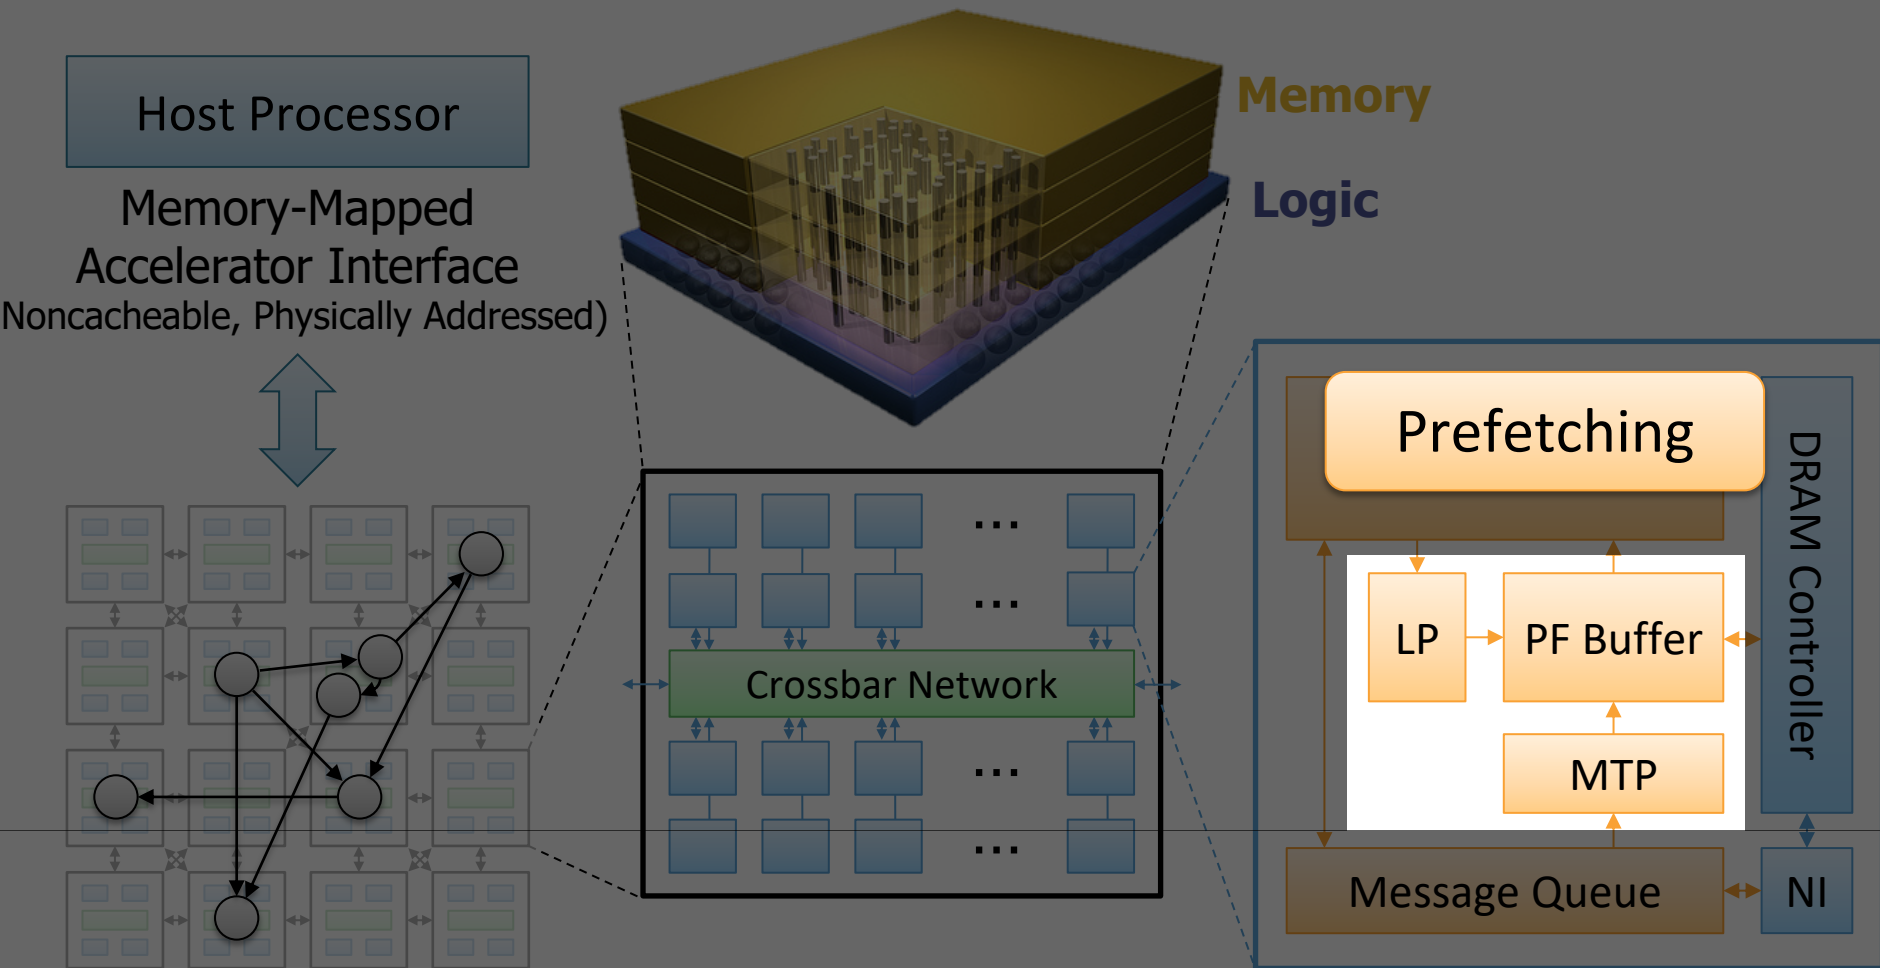 Host Processor
Memory-Mapped
Accelerator Interface
Noncacheable, Physically Addressed)
Memory
Logic
...
...
Crossbar Network
...
...
Prefetching
DRAM Controller
LP
PF Buffer
MTP
Message Queue
NI